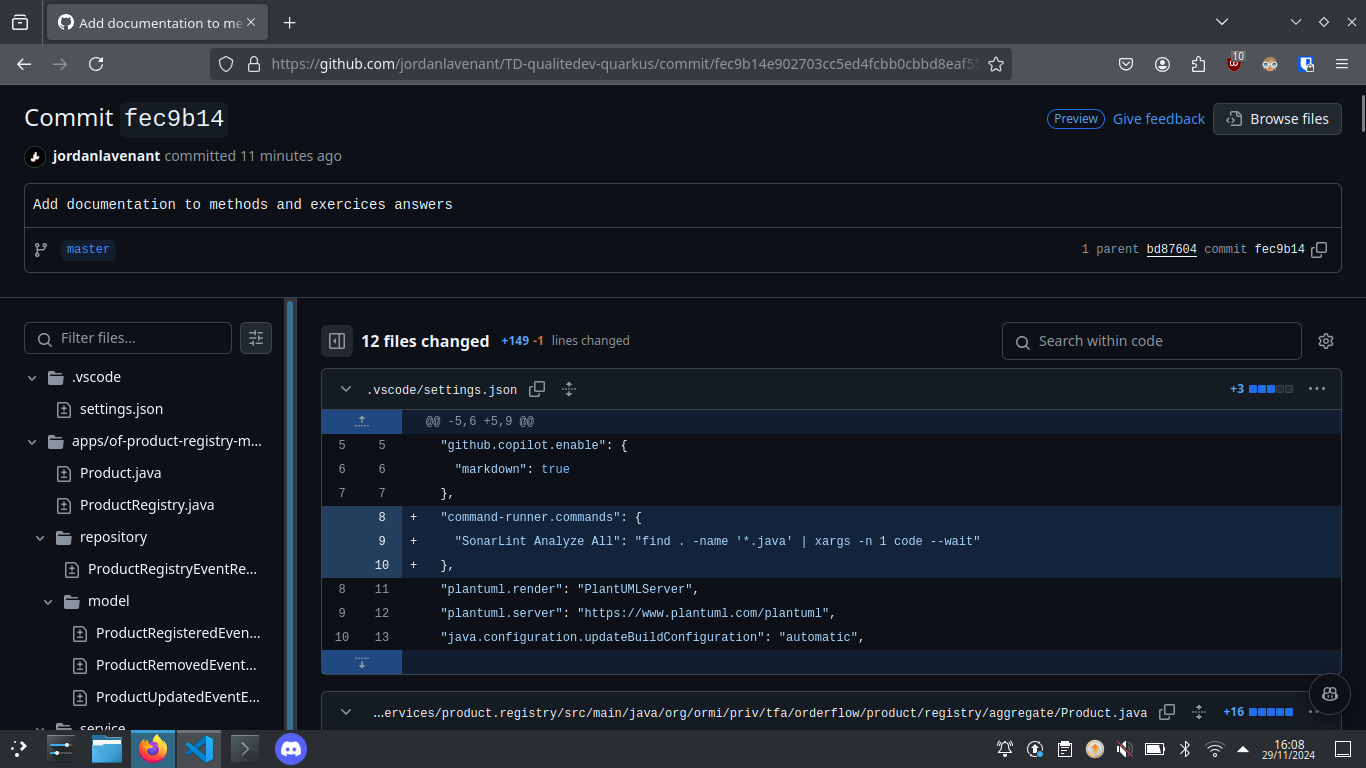 Add documentation to me
https://github.com/jordanlavenant/TD-qualitedev-quarkus/commit/fec9b14e902703cc5ed4fcbb0cbbd8eaf55
10
Commit fec9b14
Preview
Give feedback
Browse files
jordanlavenant committed 11 minutes ago
Add documentation to methods and exercices answers
master
1 parent bd87604 commit fec9b14
Filter files...
12 files changed
+149 -1 lines changed
Search within code
.vscode
settings.json
apps/of-product-registry-m...
Product.java
ProductRegistry.java
repository
ProductRegistryEventRe...
model
ProductRegisteredEven...
ProductRemovedEvent...
ProductUpdatedEventE...
service
.vscode/settings.json
+3
@@ -5,6 +5,9 @@
5 5 "github.copilot.enable": {
6 6 "markdown": true
7 7 },
8 + "command-runner.commands": {
9 + "SonarLint Analyze All": "find . -name '*.java' | xargs -n 1 code --wait"
10 + },
8 11 "plantuml.render": "PlantUMLServer",
9 12 "plantuml.server": "https://www.plantuml.com/plantuml",
10 13 "java.configuration.updateBuildConfiguration": "automatic",
...ervices/product.registry/src/main/java/org/ormi/priv/tfa/orderflow/product/registry/aggregate/Product.java
+16
16:08
29/11/2024